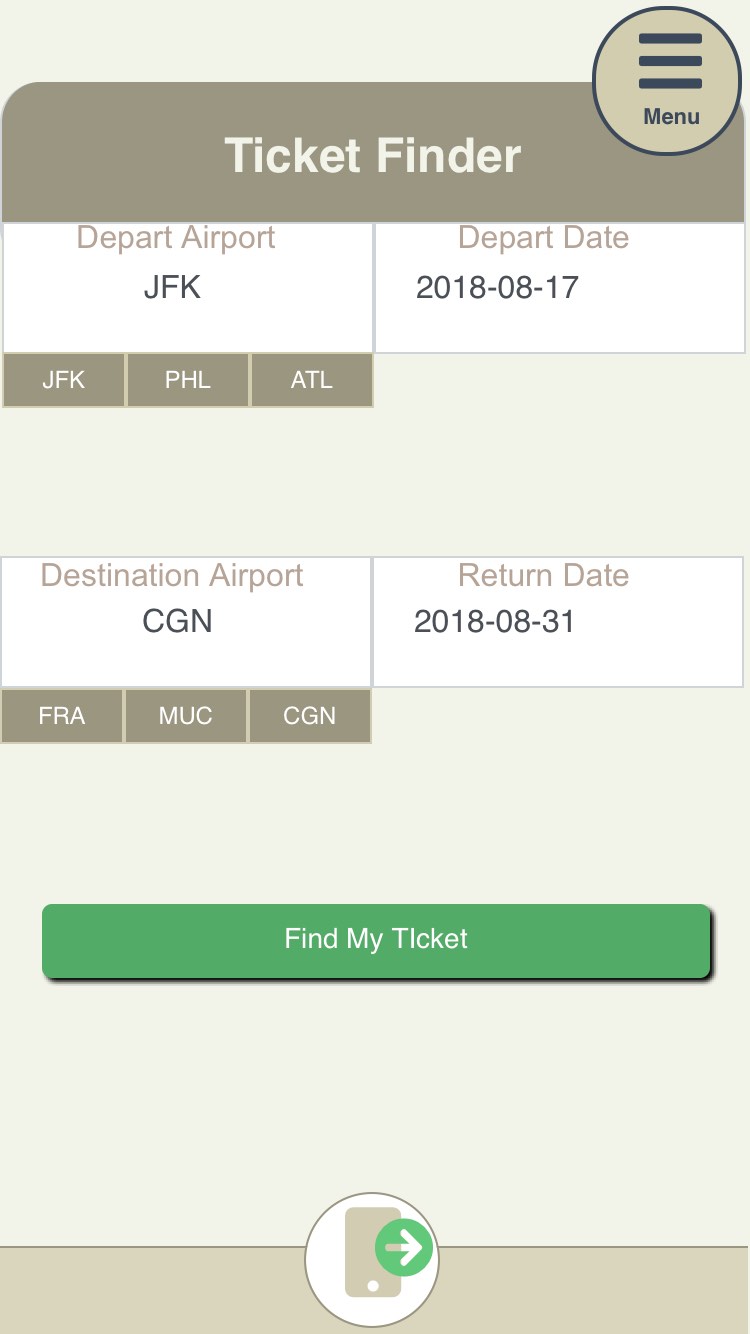 Menu
Ticket Finder
Depart Airport
Depart Date
JFK
2018-08-17
JFK
PHL
ATL
Destination Airport
Return Date
CGN
2018-08-31
FRA
MUC
CGN
Find My TIcket